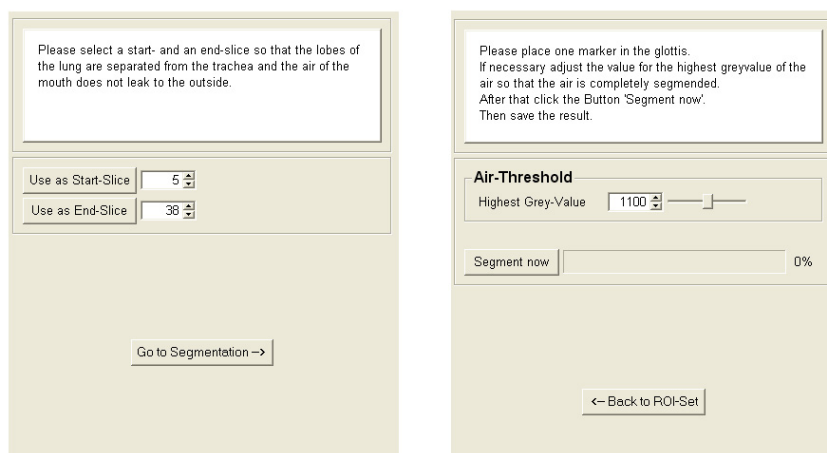 Please select a start- and an end-slice so that the lobes of
the lung are separated from the trachea and the air of the
mouth does not leak to the outside.
Use as Start-Slice 5
Use as End-Slice 38
Go to Segmentation -->
Please place one marker in the glottis.
If necessary adjust the value for the highest greyvalue of the
air so that the air is completely segmended.
After that click the Button 'Segment now'.
Then save the result.
Air-Threshold
Highest Grey-Value 1100
Segment now 0%
<-- Back to ROI-Set